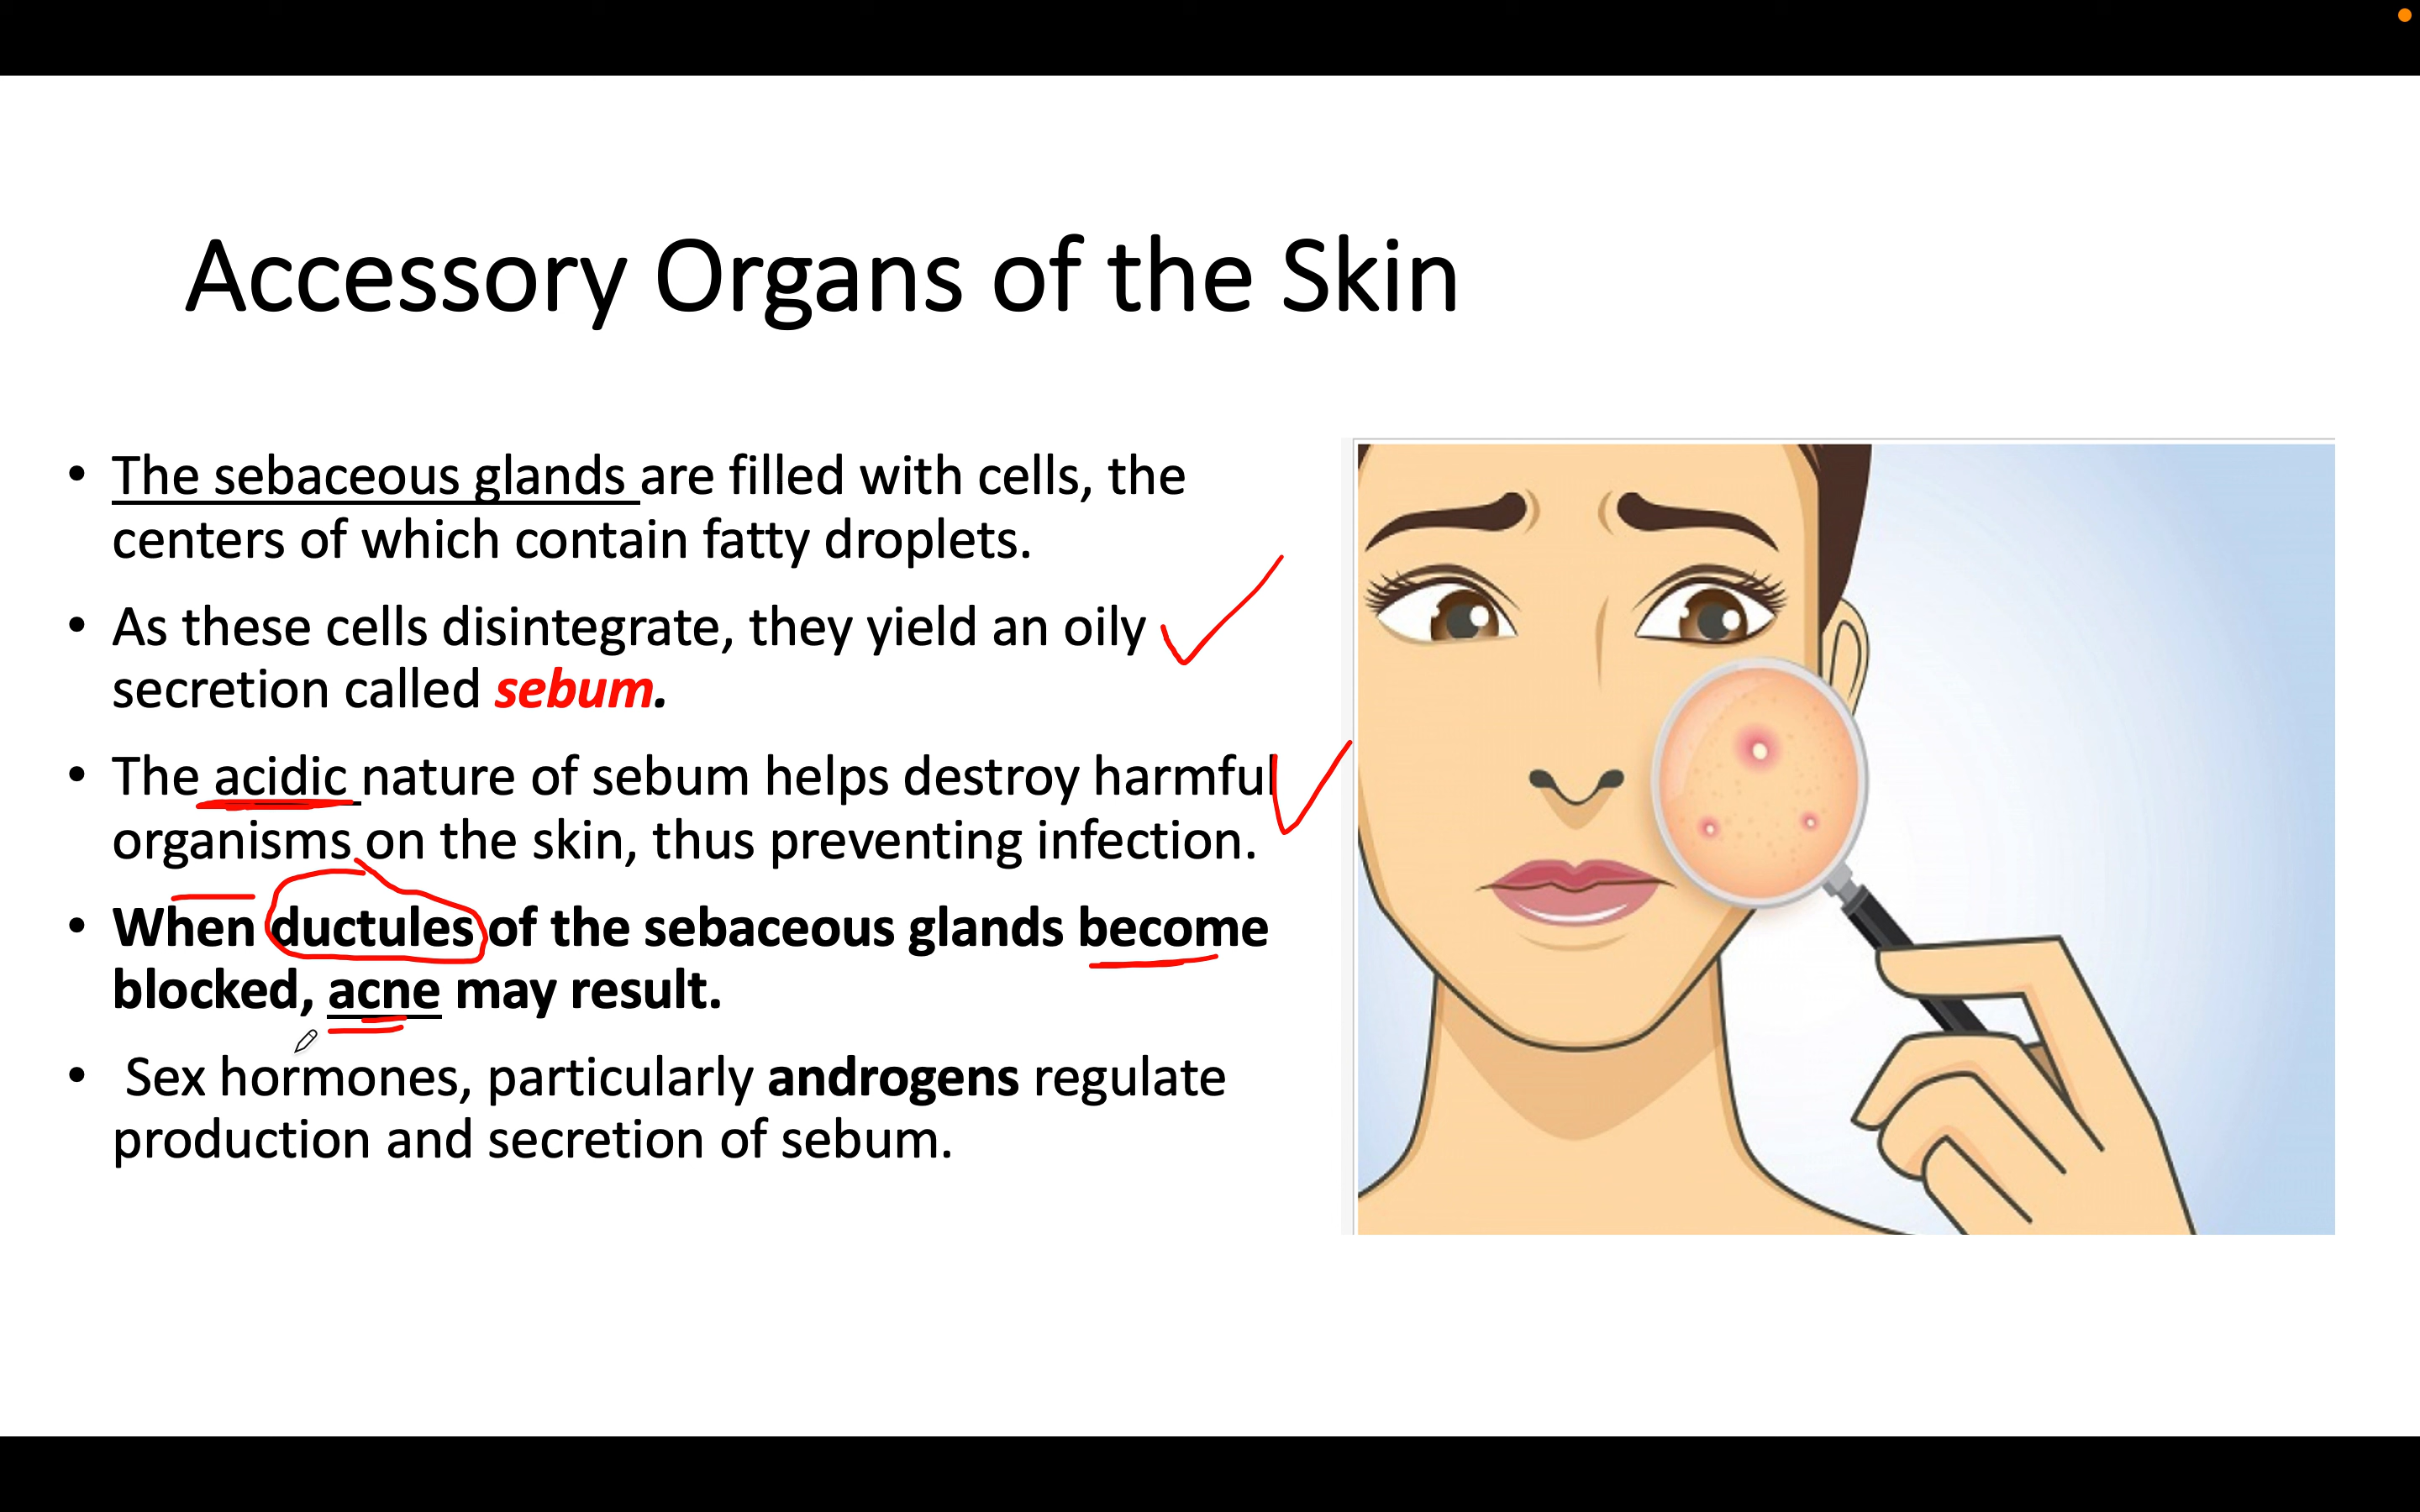 Accessory Organs of the Skin
• The sebaceous glands are filled with cells, the
centers of which contain fatty droplets.
• As these cells disintegrate, they yield an oily
secretion called sebum.
• The acidic nature of sebum helps destroy harmful
organisms on the skin, thus preventing infection.
• When ductules of the sebaceous glands become
blocked, acne may result.
• Sex hormones, particularly androgens regulate
production and secretion of sebum.